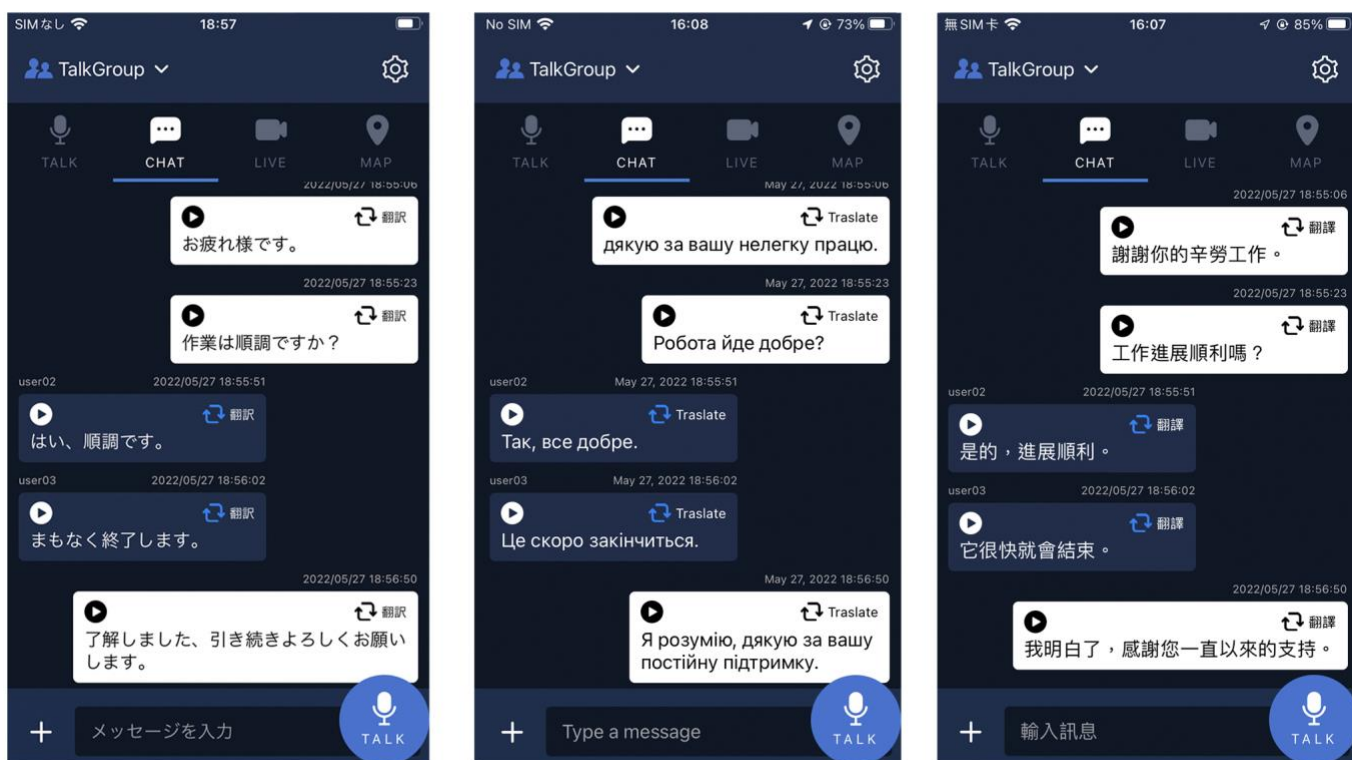 SIMなし 18:57
TalkGroup
TALK CHAT LIVE MAP
2022/05/27 18:55:06
翻訳
お疲れ様です。
2022/05/27 18:55:23
翻訳
作業は順調ですか？
user02 2022/05/27 18:55:51
翻訳
はい、順調です。
user03 2022/05/27 18:56:02
翻訳
まもなく終了します。
2022/05/27 18:56:50
翻訳
了解しました、引き続きよろしくお願い
します。
メッセージを入力
TALK
No SIM 16:08 73%
TalkGroup
TALK CHAT LIVE MAP
May 27, 2022 18:55:06
Traslate
дякую за вашу нелегку працю.
May 27, 2022 18:55:23
Traslate
Робота йде добре?
user02 May 27, 2022 18:55:51
Traslate
Так, все добре.
user03 May 27, 2022 18:56:02
Traslate
Це скоро закінчиться.
May 27, 2022 18:56:50
Traslate
Я розумію, дякую за вашу
постійну підтримку.
Type a message
TALK
無SIM卡 16:07 85%
TalkGroup
TALK CHAT LIVE MAP
2022/05/27 18:55:06
翻譯
謝謝你的辛勞工作。
2022/05/27 18:55:23
翻譯
工作進展順利嗎？
user02 2022/05/27 18:55:51
翻譯
是的，進展順利。
user03 2022/05/27 18:56:02
翻譯
它很快就會結束。
2022/05/27 18:56:50
翻譯
我明白了，感謝您一直以來的支持。
輸入訊息
TALK